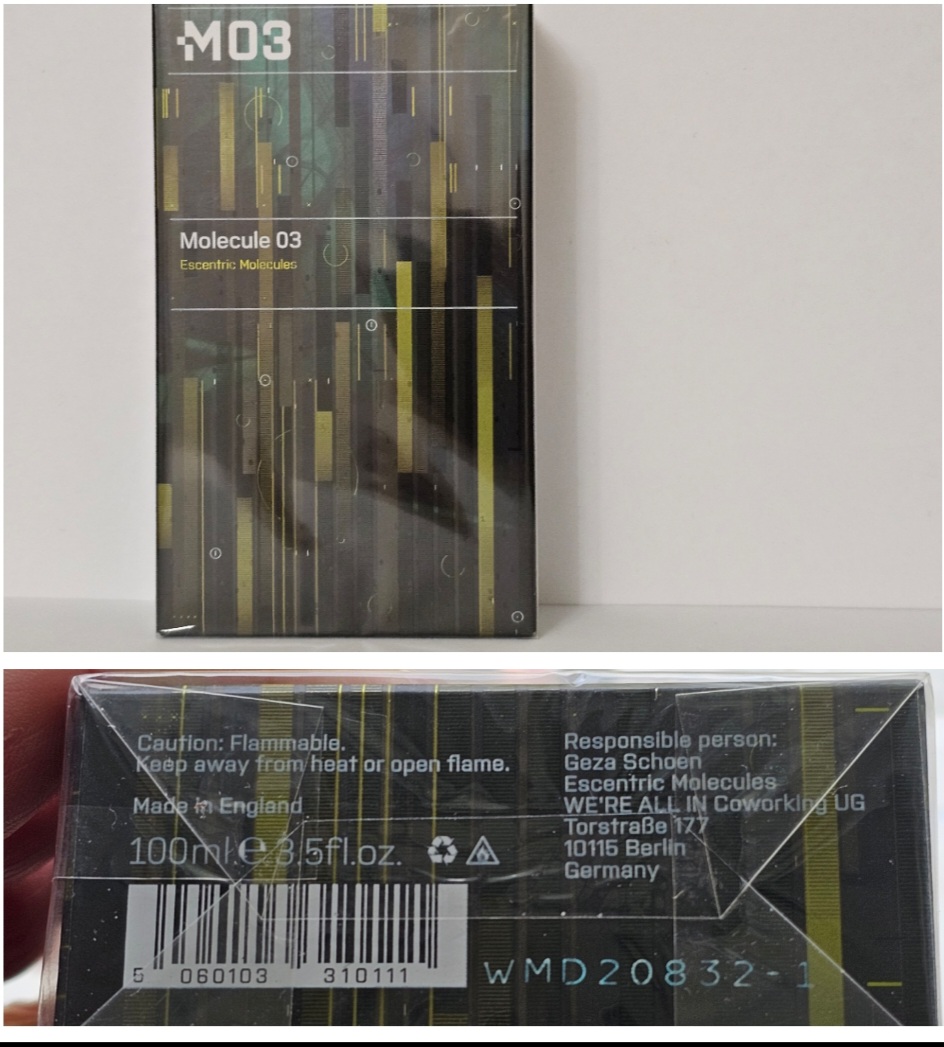 M03
Molecule 03
Escentric Molecules
Caution: Flammable.
Keep away from heat or open flame.
Made in England
100ml.℮ 3.5fl.oz.
5 060103 310111
Responsible person:
Geza Schoen
Escentric Molecules
WE'RE ALL IN Coworking UG
Torstraße 177
10115 Berlin
Germany
WMD20832-1